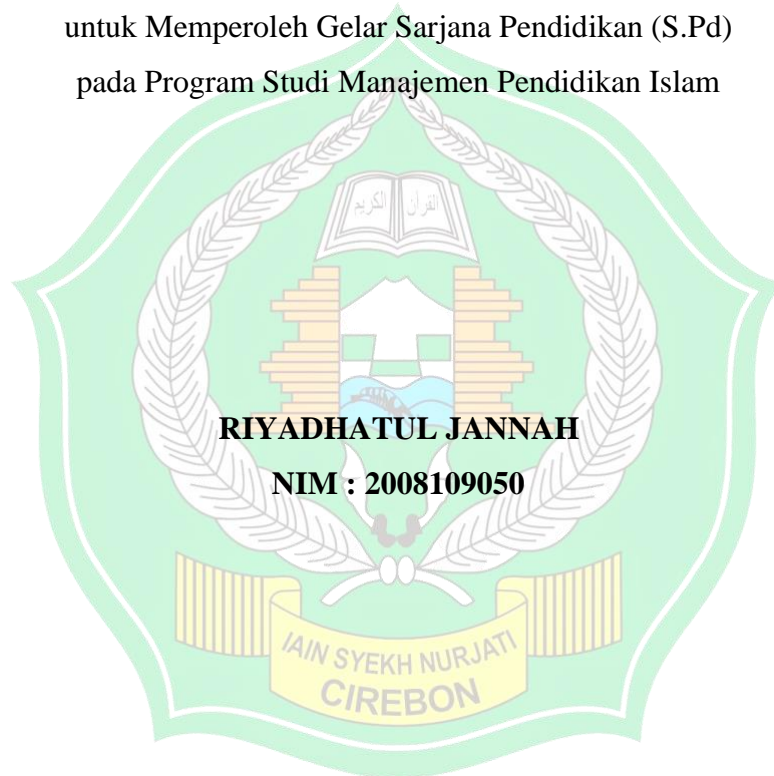 untuk Memperoleh Gelar Sarjana Pendidikan (S.Pd)
pada Program Studi Manajemen Pendidikan Islam
القرآن الكريم
RIYADHATUL JANNAH
NIM : 2008109050
IAIN SYEKH NURJATI
CIREBON